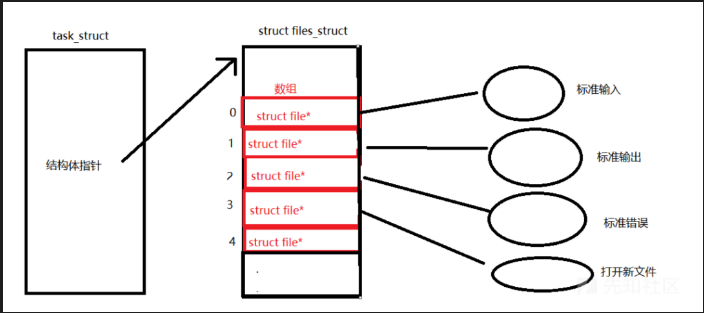 task_struct
struct files_struct
结构体指针
数组
0
struct file*
1
struct file*
2
struct file*
3
struct file*
4
struct file*
.
.
标准输入
标准输出
标准错误
打开新文件
先知社区